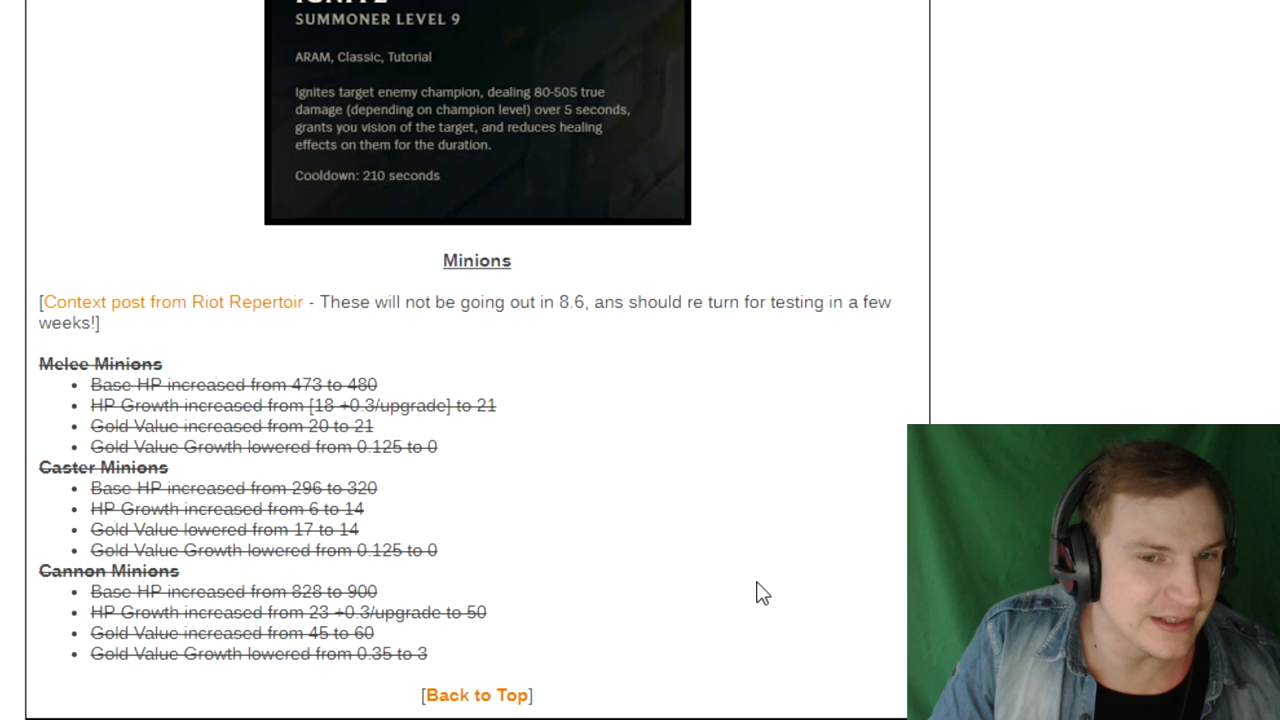 SUMMONER LEVEL 9
ARAM, Classic, Tutorial
Ignites target enemy champion, dealing 80-505 true
damage (depending on champion level) over 5 seconds,
grants you vision of the target, and reduces healing
effects on them for the duration.
Cooldown: 210 seconds
Minions
[Context post from Riot Repertoir - These will not be going out in 8.6, ans should re turn for testing in a few
weeks!]
Melee Minions
• Base HP increased from 473 to 480
• HP Growth increased from [18 +0.3/upgrade] to 21
• Gold Value increased from 20 to 21
• Gold Value Growth lowered from 0.125 to 0
Caster Minions
• Base HP increased from 296 to 320
• HP Growth increased from 6 to 14
• Gold Value lowered from 17 to 14
• Gold Value Growth lowered from 0.125 to 0
Cannon Minions
• Base HP increased from 828 to 900
• HP Growth increased from 23 +0.3/upgrade to 50
• Gold Value increased from 45 to 60
• Gold Value Growth lowered from 0.35 to 3
[Back to Top]